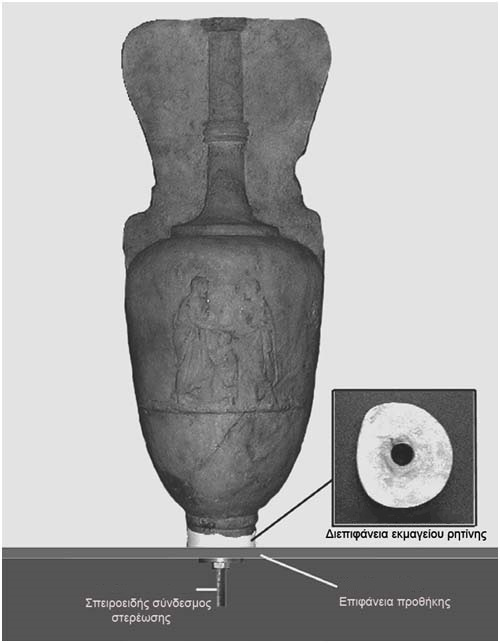 Διεπιφάνεια εκμαγείου ρητίνης
Σπειροειδής σύνδεσμος
στερέωσης
Επιφάνεια προθήκης